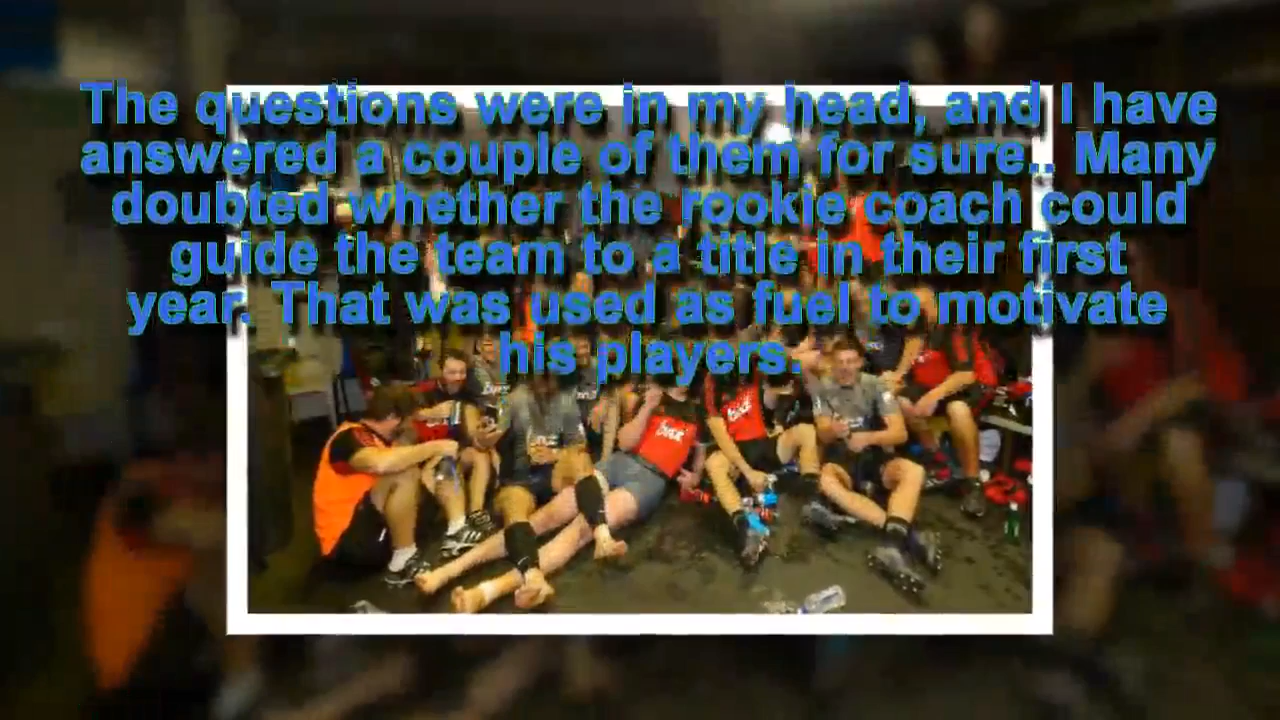 The questions were in my head, and I have
answered a couple of them for sure.. Many
doubted whether the rookie coach could
guide the team to a title in their first
year. That was used as fuel to motivate
his players.